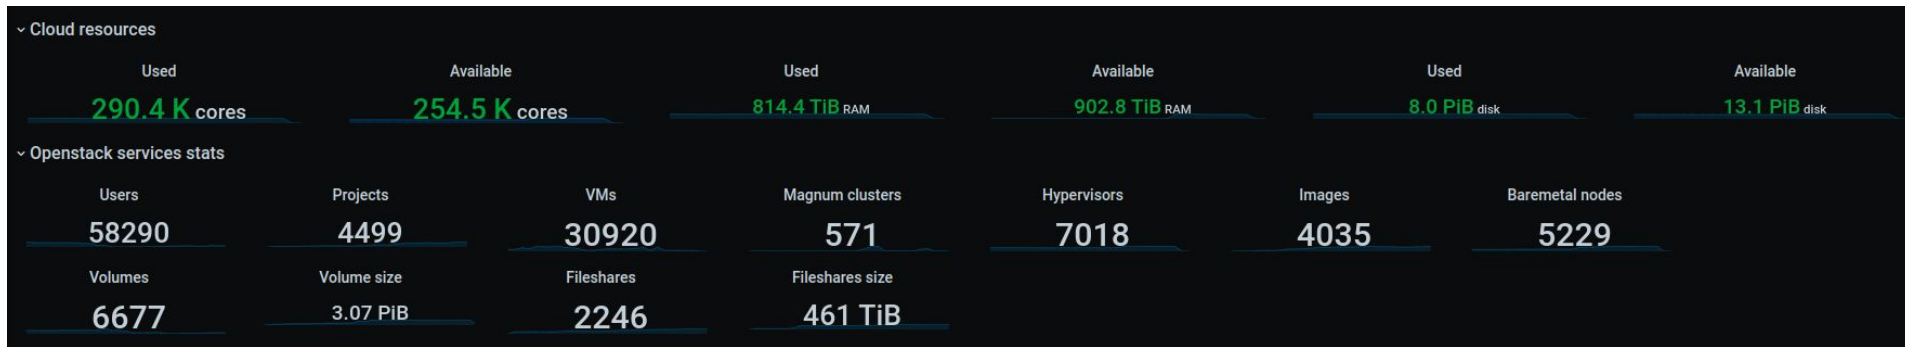 Cloud resources
Used Available Used Available Used Available
290.4 K cores 254.5 K cores 814.4 TiB RAM 902.8 TiB RAM 8.0 PiB disk 13.1 PiB disk
Openstack services stats
Users Projects VMs Magnum clusters Hypervisors Images Baremetal nodes
58290 4499 30920 571 7018 4035 5229
Volumes Volume size Fileshares Fileshares size
6677 3.07 PiB 2246 461 TiB